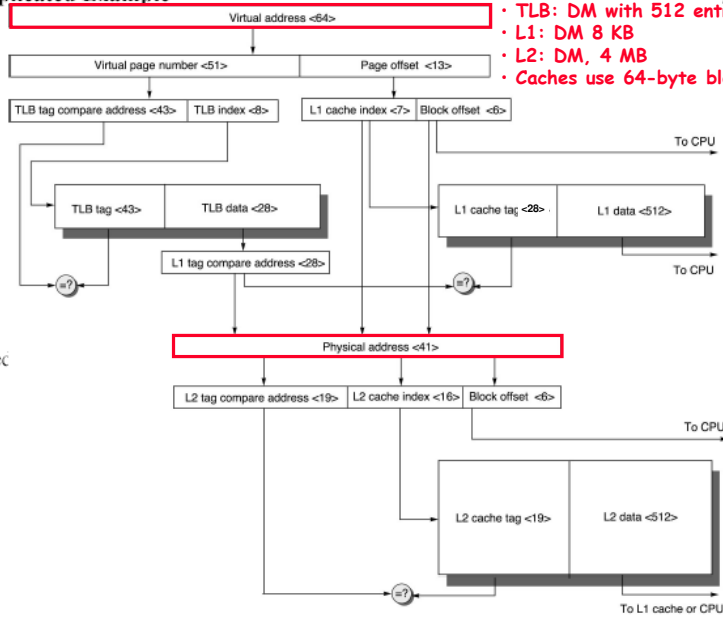 Virtual address <64>
· TLB: DM with 512 ent
· L1: DM 8 KB
· L2: DM, 4 MB
· Caches use 64-byte bl
Virtual page number <51>
Page offset <13>
TLB tag compare address <43>
TLB index <8>
L1 cache index <7>
Block offset <6>
To CPU
TLB tag <43>
TLB data <28>
L1 cache tag <28>
L1 data <512>
L1 tag compare address <28>
To CPU
=?
=?
Physical address <41>
L2 tag compare address <19>
L2 cache index <16>
Block offset <6>
To CPU
L2 cache tag <19>
L2 data <512>
=?
To L1 cache or CPU